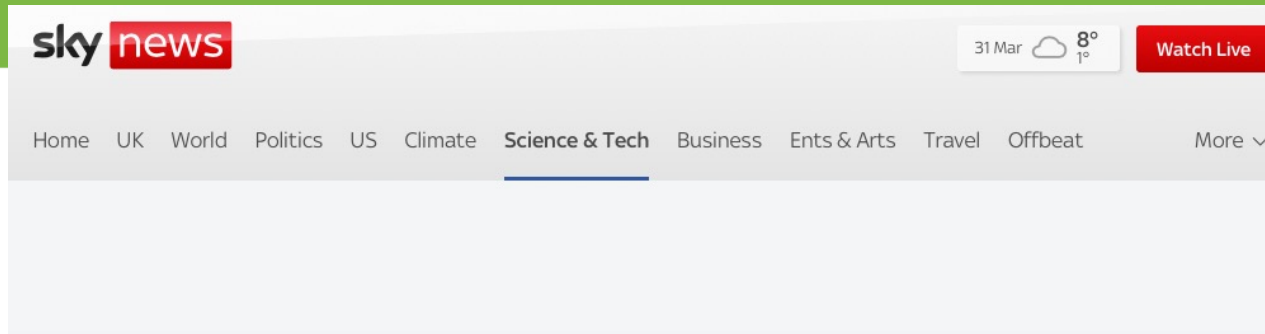 sky news
31 Mar 8°
1°
Watch Live
Home UK World Politics US Climate Science & Tech Business Ents & Arts Travel Offbeat More